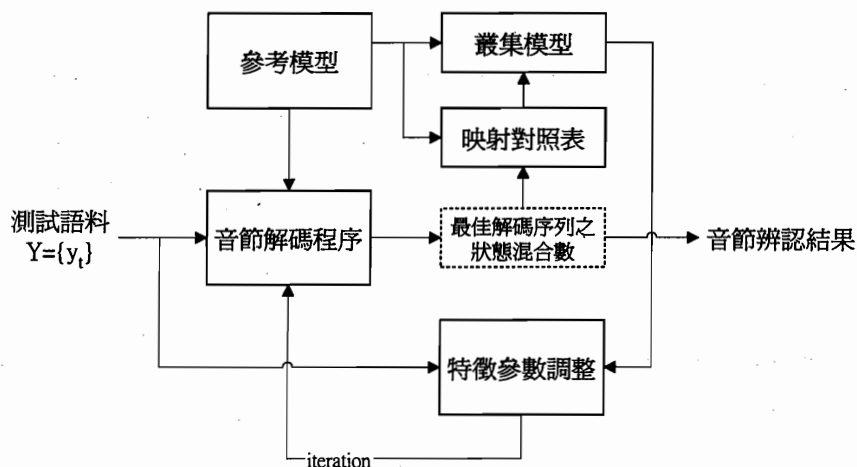 參考模型
叢集模型
映射對照表
測試語料
Y={yt}
音節解碼程序
最佳解碼序列之
狀態混合數
音節辨認結果
特徵參數調整
iteration